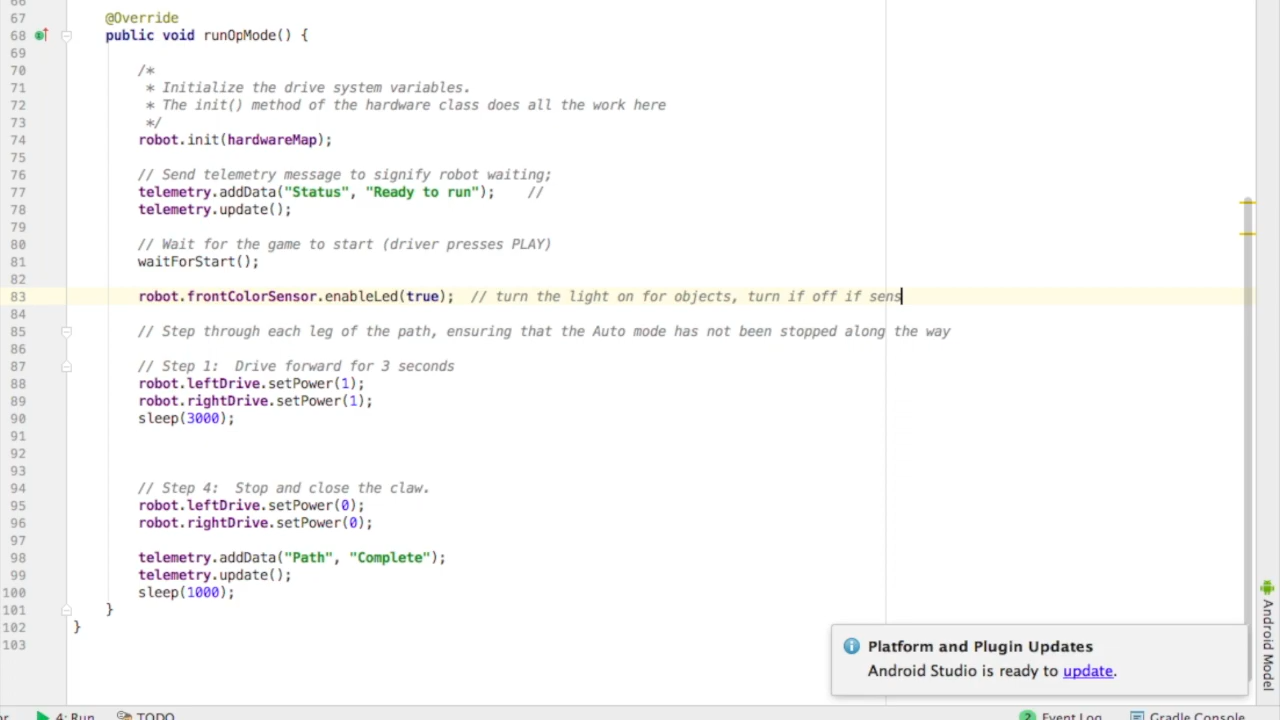 66
67 @Override
68 public void runOpMode() {
69
70 /*
71 * Initialize the drive system variables.
72 * The init() method of the hardware class does all the work here
73 */
74 robot.init(hardwareMap);
75
76 // Send telemetry message to signify robot waiting;
77 telemetry.addData("Status", "Ready to run"); //
78 telemetry.update();
79
80 // Wait for the game to start (driver presses PLAY)
81 waitForStart();
82
83 robot.frontColorSensor.enableLed(true); // turn the light on for objects, turn if off if sens
84
85 // Step through each leg of the path, ensuring that the Auto mode has not been stopped along the way
86
87 // Step 1: Drive forward for 3 seconds
88 robot.leftDrive.setPower(1);
89 robot.rightDrive.setPower(1);
90 sleep(3000);
91
92
93
94 // Step 4: Stop and close the claw.
95 robot.leftDrive.setPower(0);
96 robot.rightDrive.setPower(0);
97
98 telemetry.addData("Path", "Complete");
99 telemetry.update();
100 sleep(1000);
101 }
102 }
103
Platform and Plugin Updates
Android Studio is ready to update.
Android Model
4: Run TODO 2 Event Log Gradle Console